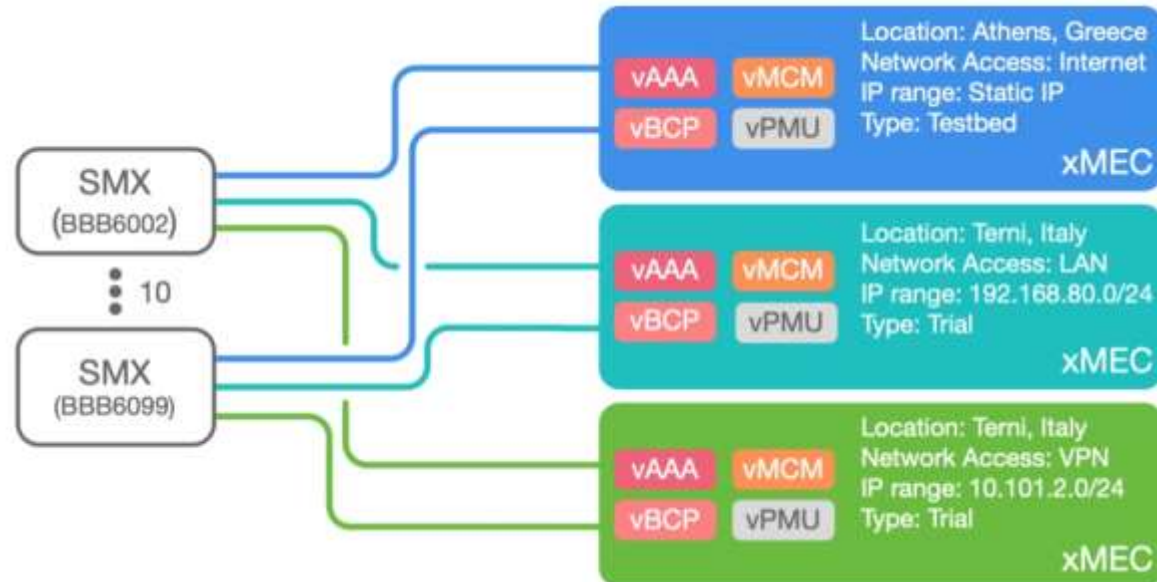 SMX
(BBB6002)
10
SMX
(BBB6099)
vAAA vMCM
vBCP vPMU
Location: Athens, Greece
Network Access: Internet
IP range: Static IP
Type: Testbed
xMEC
vAAA vMCM
vBCP vPMU
Location: Terni, Italy
Network Access: LAN
IP range: 192.168.80.0/24
Type: Trial
xMEC
vAAA vMCM
vBCP vPMU
Location: Terni, Italy
Network Access: VPN
IP range: 10.101.2.0/24
Type: Trial
xMEC